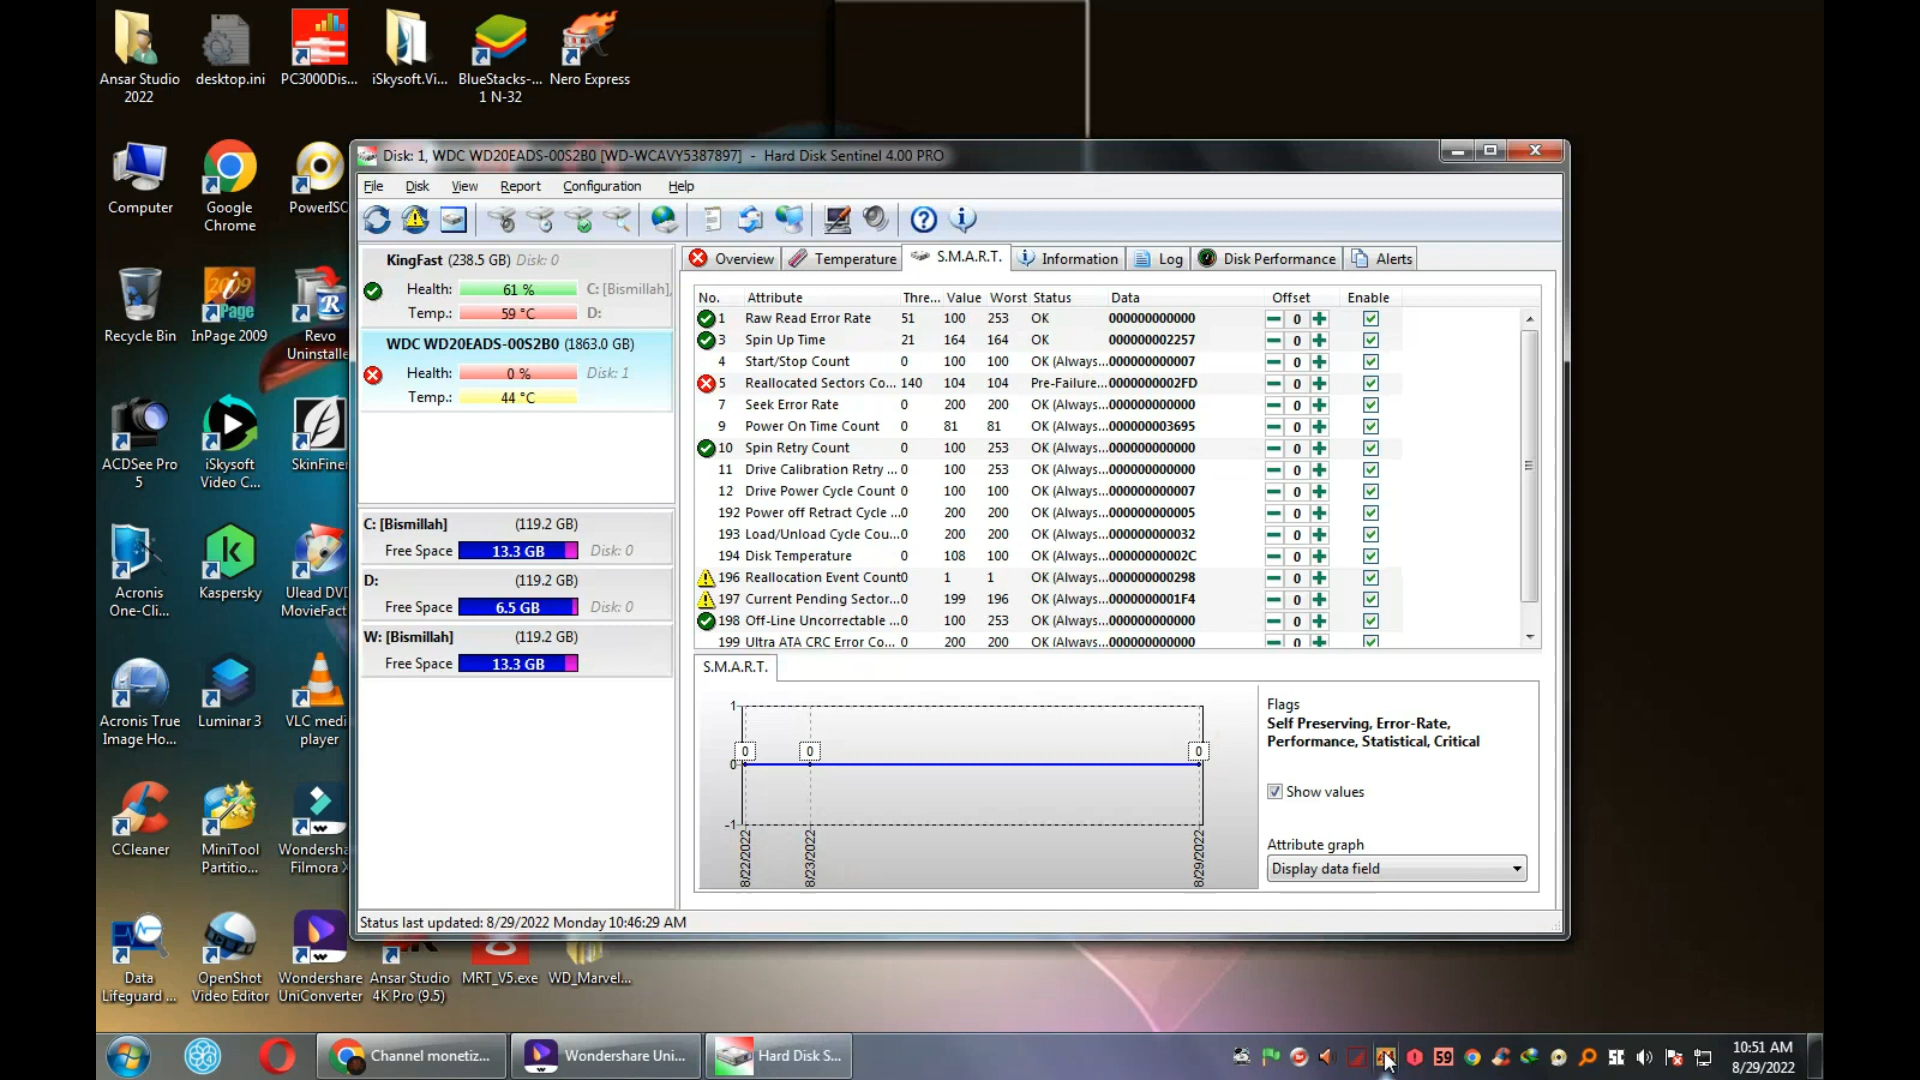 Ansar Studio
2022
desktop.ini
PC3000Dis...
iSkysoft.Vi...
BlueStacks-...
1 N-32
Nero Express
Computer
Google
Chrome
PowerISO
Recycle Bin
InPage 2009
Revo
Uninstalle
ACDSee Pro
5
iSkysoft
Video C...
SkinFiner
Acronis
One-Cli...
Kaspersky
Ulead DVD
MovieFact
Acronis True
Image Ho...
Luminar 3
VLC medi
player
CCleaner
MiniTool
Partitio...
Wondersha
Filmora X
Data
Lifeguard ...
OpenShot
Video Editor
Wondershare
UniConverter
Ansar Studio
4K Pro (9.5)
MRT_V5.exe
WD_Marvel...
Disk: 1, WDC WD20EADS-00S2B0 [WD-WCAVY5387897] - Hard Disk Sentinel 4.00 PRO
File Disk View Report Configuration Help
KingFast (238.5 GB) Disk: 0
Health: 61 % C: [Bismillah],
Temp.: 59 °C D:
WDC WD20EADS-00S2B0 (1863.0 GB)
Health: 0 % Disk: 1
Temp.: 44 °C
C: [Bismillah] (119.2 GB)
Free Space 13.3 GB Disk: 0
D: (119.2 GB)
Free Space 6.5 GB Disk: 0
W: [Bismillah] (119.2 GB)
Free Space 13.3 GB
Overview Temperature S.M.A.R.T. Information Log Disk Performance Alerts
No. Attribute Thre... Value Worst Status Data Offset Enable
1 Raw Read Error Rate 51 100 253 OK 000000000000 0
3 Spin Up Time 21 164 164 OK 000000002257 0
4 Start/Stop Count 0 100 100 OK (Always...000000000007 0
5 Reallocated Sectors Co... 140 104 104 Pre-Failure...0000000002FD 0
7 Seek Error Rate 0 200 200 OK (Always...000000000000 0
9 Power On Time Count 0 81 81 OK (Always...000000003695 0
10 Spin Retry Count 0 100 253 OK (Always...000000000000 0
11 Drive Calibration Retry ... 0 100 253 OK (Always...000000000000 0
12 Drive Power Cycle Count 0 100 100 OK (Always...000000000007 0
192 Power off Retract Cycle ...0 200 200 OK (Always...000000000005 0
193 Load/Unload Cycle Cou...0 200 200 OK (Always...000000000032 0
194 Disk Temperature 0 108 100 OK (Always...00000000002C 0
196 Reallocation Event Count0 1 1 OK (Always...000000000298 0
197 Current Pending Sector...0 199 196 OK (Always...0000000001F4 0
198 Off-Line Uncorrectable ...0 100 253 OK (Always...000000000000 0
199 Ultra ATA CRC Error Co... 0 200 200 OK (Always...000000000000 0
S.M.A.R.T.
1
0
-1
0 0 0
8/22/2022 8/23/2022 8/29/2022
Flags
Self Preserving, Error-Rate,
Performance, Statistical, Critical
Show values
Attribute graph
Display data field
Status last updated: 8/29/2022 Monday 10:46:29 AM
Channel monetiz...
Wondershare Uni...
Hard Disk S...
59
10:51 AM
8/29/2022